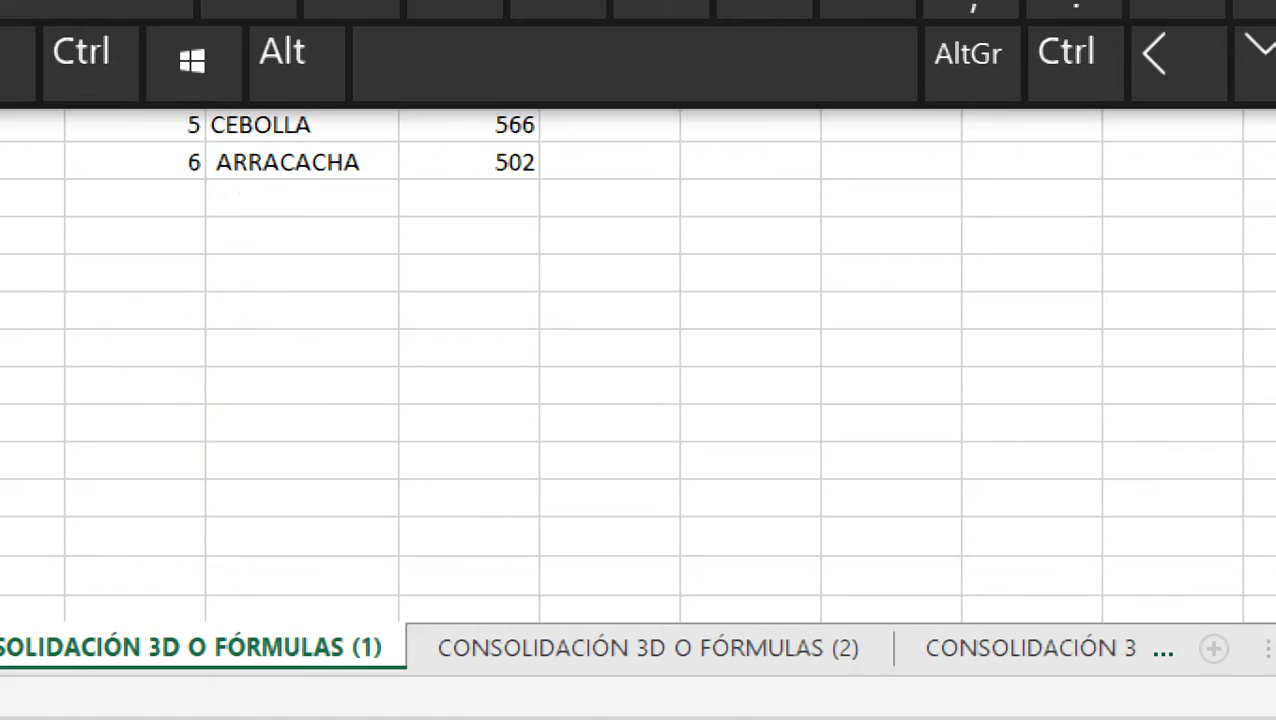 Ctrl Alt AltGr Ctrl
5 CEBOLLA 566
6 ARRACACHA 502
SOLIDACIÓN 3D O FÓRMULAS (1) CONSOLIDACIÓN 3D O FÓRMULAS (2) CONSOLIDACIÓN 3 ...